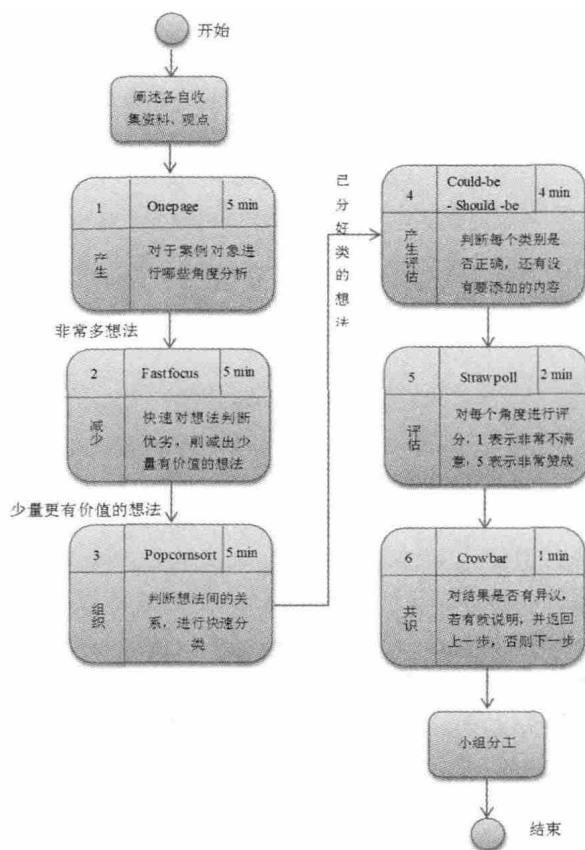 开始
阐述各自收
集资料、观点
1
Onepage
5 min
产生
对于案例对象进
行哪些角度分析
非常多想法
2
Fastfocus
5 min
减少
快速对想法判断
优劣，削减出少
量有价值的想法
少量更有价值的想法
3
Popcornsort
5 min
组织
判断想法间的关
系，进行快速分
类
已分好类的想法
4
Could-be
- Should -be
4 min
产生评估
判断每个类别是
否正确，还有没
有要添加的内容
5
Strawpoll
2 min
评估
对每个角度进行评
分，1 表示非常不满
意，5 表示非常赞成
6
Crowbar
1 min
共识
对结果是否有异议，
若有就说明，并返回
上一步，否则下一步
小组分工
结束